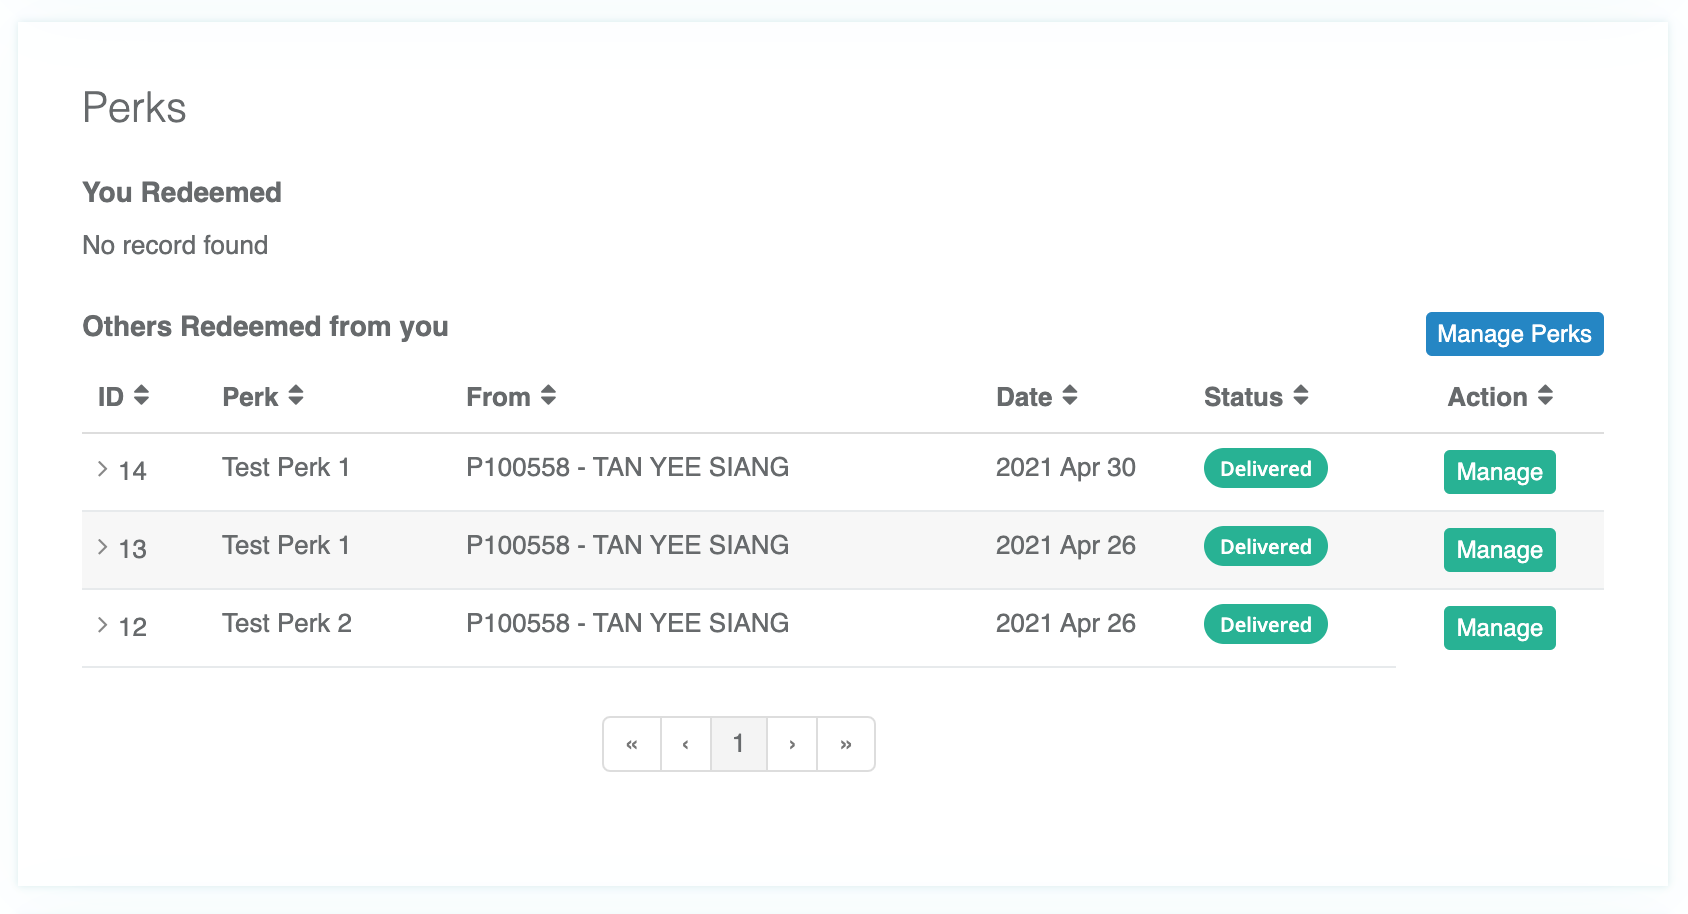 Perks
You Redeemed
No record found
Others Redeemed from you
Manage Perks
ID Perk From Date Status Action
14 Test Perk 1 P100558 - TAN YEE SIANG 2021 Apr 30 Delivered Manage
13 Test Perk 1 P100558 - TAN YEE SIANG 2021 Apr 26 Delivered Manage
12 Test Perk 2 P100558 - TAN YEE SIANG 2021 Apr 26 Delivered Manage
« ‹ 1 › »